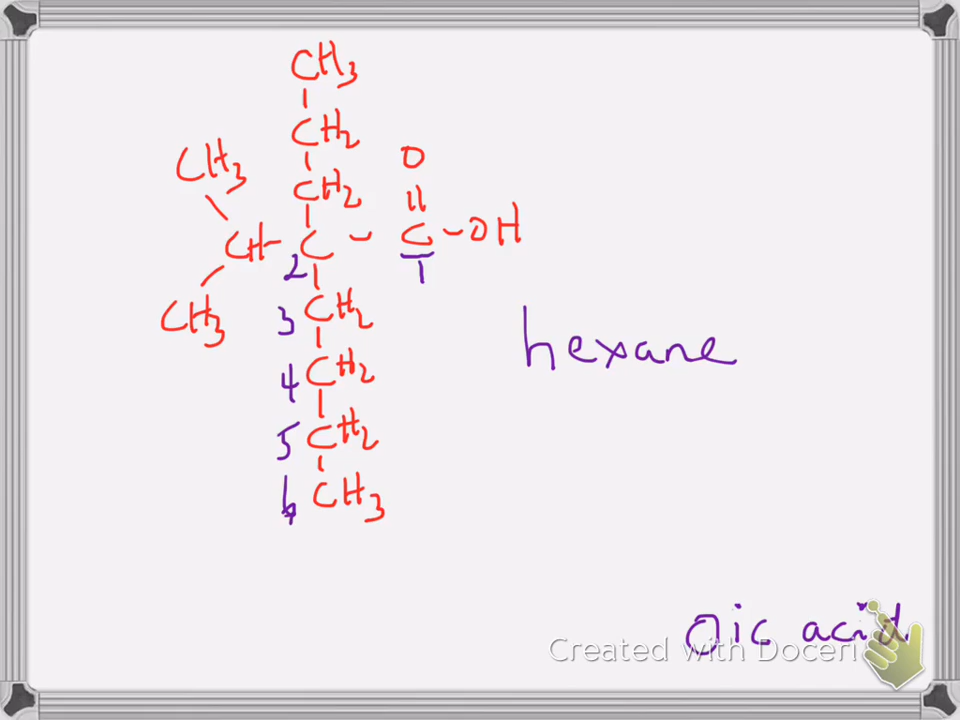 CH3
CH2
CH3
O
CH2
CH - C - C - OH
2
1
CH3
3 CH2
hexane
4 CH2
5 CH2
6 CH3
oic acid
Created with Doceri